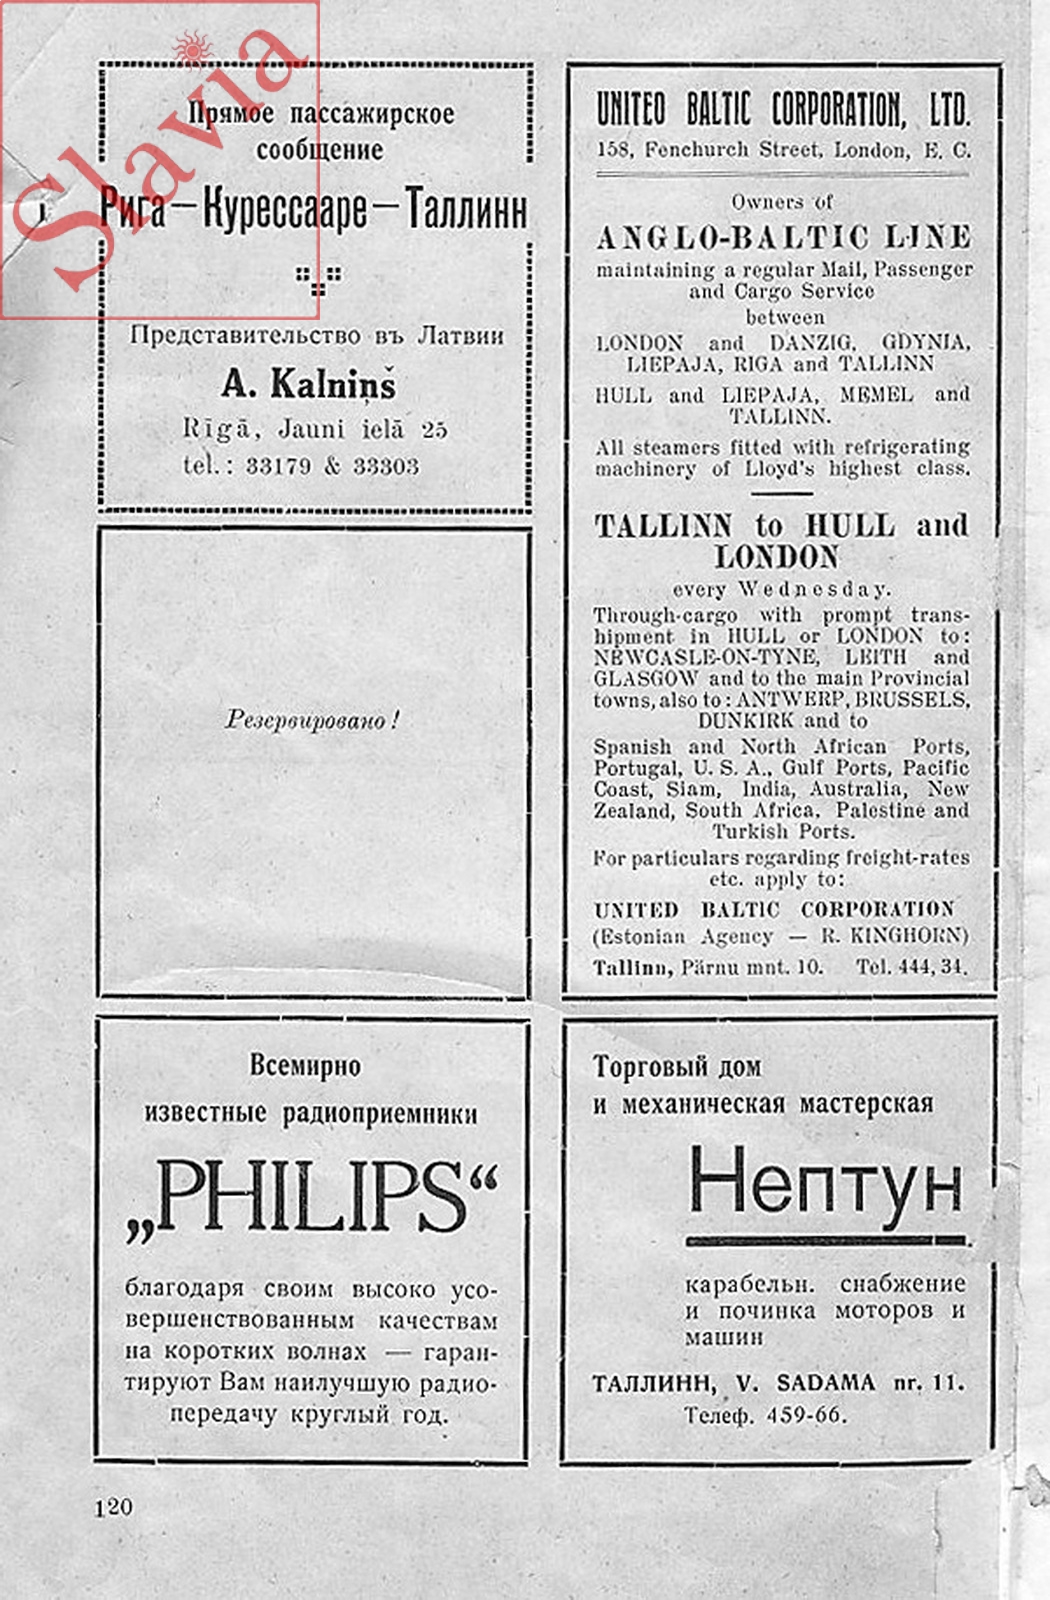 Slavia
Прямое пассажирское
сообщение
Рига—Курессааре—Таллинн
Представительство въ Латвии
A. Kalniņš
Rīgā, Jauni ielā 25
tel.: 33179 & 33303
Резервировано!
Всемирно
известные радиоприемники
„PHILIPS“
благодаря своим высоко усо-
вершенствованным качествам
на коротких волнах — гаран-
тируют Вам наилучшую радио-
передачу круглый год.
UNITED BALTIC CORPORATION, LTD.
158, Fenchurch Street, London, E. C.
Owners of
ANGLO-BALTIC LINE
maintaining a regular Mail, Passenger
and Cargo Service
between
LONDON and DANZIG, GDYNIA,
LIEPAJA, RIGA and TALLINN
HULL and LIEPAJA, MEMEL and
TALLINN.
All steamers fitted with refrigerating
machinery of Lloyd's highest class.
TALLINN to HULL and
LONDON
every Wednesday.
Through-cargo with prompt trans-
hipment in HULL or LONDON to:
NEWCASLE-ON-TYNE, LEITH and
GLASGOW and to the main Provincial
towns, also to: ANTWERP, BRUSSELS,
DUNKIRK and to
Spanish and North African Ports,
Portugal, U. S. A., Gulf Ports, Pacific
Coast, Siam, India, Australia, New
Zealand, South Africa, Palestine and
Turkish Ports.
For particulars regarding freight-rates
etc. apply to:
UNITED BALTIC CORPORATION
(Estonian Agency — R. KINGHORN)
Tallinn, Pärnu mnt. 10. Tel. 444,34.
Торговый дом
и механическая мастерская
Нептун
карабельн. снабжение
и починка моторов и
машин
ТАЛЛИНН, V. SADAMA nr. 11.
Телеф. 459-66.
120